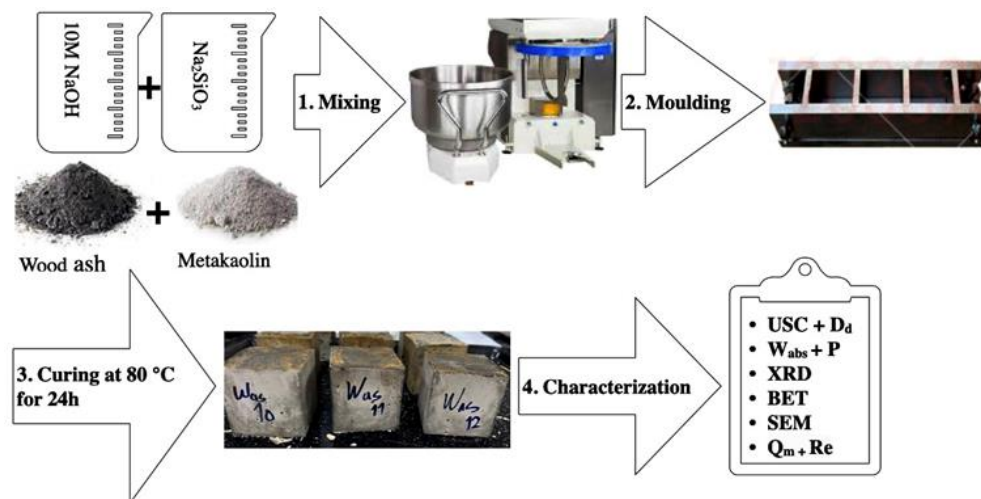 10M NaOH
+
Na₂SiO₃
1. Mixing
2. Moulding
+
Wood ash
Metakaolin
3. Curing at 80 °C
for 24h
Was
10
Was
11
Was
12
4. Characterization
• USC + Dd
• Wabs + P
• XRD
• BET
• SEM
• Qm + Re